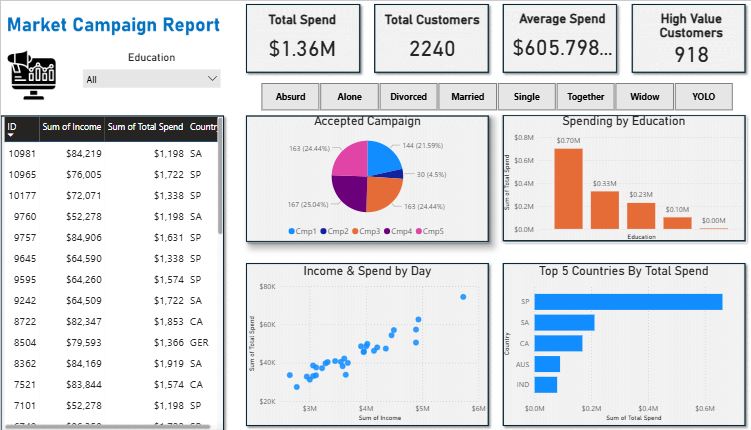 Market Campaign Report
Education
All
Total Spend
$1.36M
Total Customers
2240
Average Spend
$605.798...
High Value
Customers
918
Absurd
Alone
Divorced
Married
Single
Together
Widow
YOLO
ID Sum of Income Sum of Total Spend Country
10981 $84,219 $1,198 SA
10965 $76,005 $1,722 SP
10177 $72,071 $1,338 SP
9760 $52,278 $1,198 SA
9757 $84,906 $1,631 SP
9645 $64,590 $1,338 SP
9595 $64,260 $1,574 SP
9242 $64,509 $1,722 SA
8722 $82,347 $1,853 CA
8504 $79,593 $1,366 GER
8362 $84,169 $1,919 SA
7521 $83,844 $1,574 CA
7101 $52,278 $1,198 SP
Accepted Campaign
163 (24.44%)
144 (21.59%)
30 (4.5%)
167 (25.04%)
163 (24.44%)
Cmp1 Cmp2 Cmp3 Cmp4 Cmp5
Spending by Education
Sum of Total Spend
$0.8M
$0.6M
$0.4M
$0.2M
$0.0M
$0.70M
$0.33M
$0.23M
$0.10M
$0.00M
Education
Income & Spend by Day
Sum of Total Spend
$80K
$60K
$40K
$20K
$3M
$4M
$5M
$6M
Sum of Income
Top 5 Countries By Total Spend
Country
SP
SA
CA
AUS
IND
$0.0M
$0.2M
$0.4M
$0.6M
Sum of Total Spend